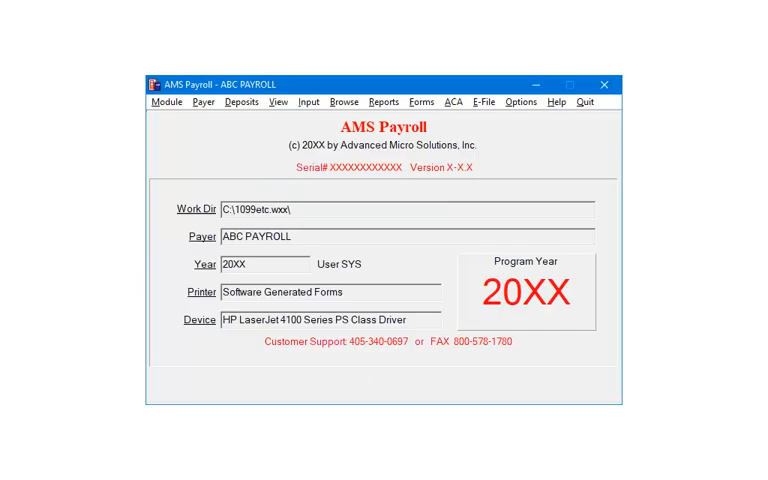 AMS Payroll - ABC PAYROLL
Module Payer Deposits View Input Browse Reports Forms ACA E-File Options Help Quit
AMS Payroll
(c) 20XX by Advanced Micro Solutions, Inc.
Serial# XXXXXXXXXXXX Version X-X.X
Work Dir C:\1099etc.wxx\
Payer ABC PAYROLL
Year 20XX User SYS
Program Year
20XX
Printer Software Generated Forms
Device HP LaserJet 4100 Series PS Class Driver
Customer Support: 405-340-0697 or FAX 800-578-1780